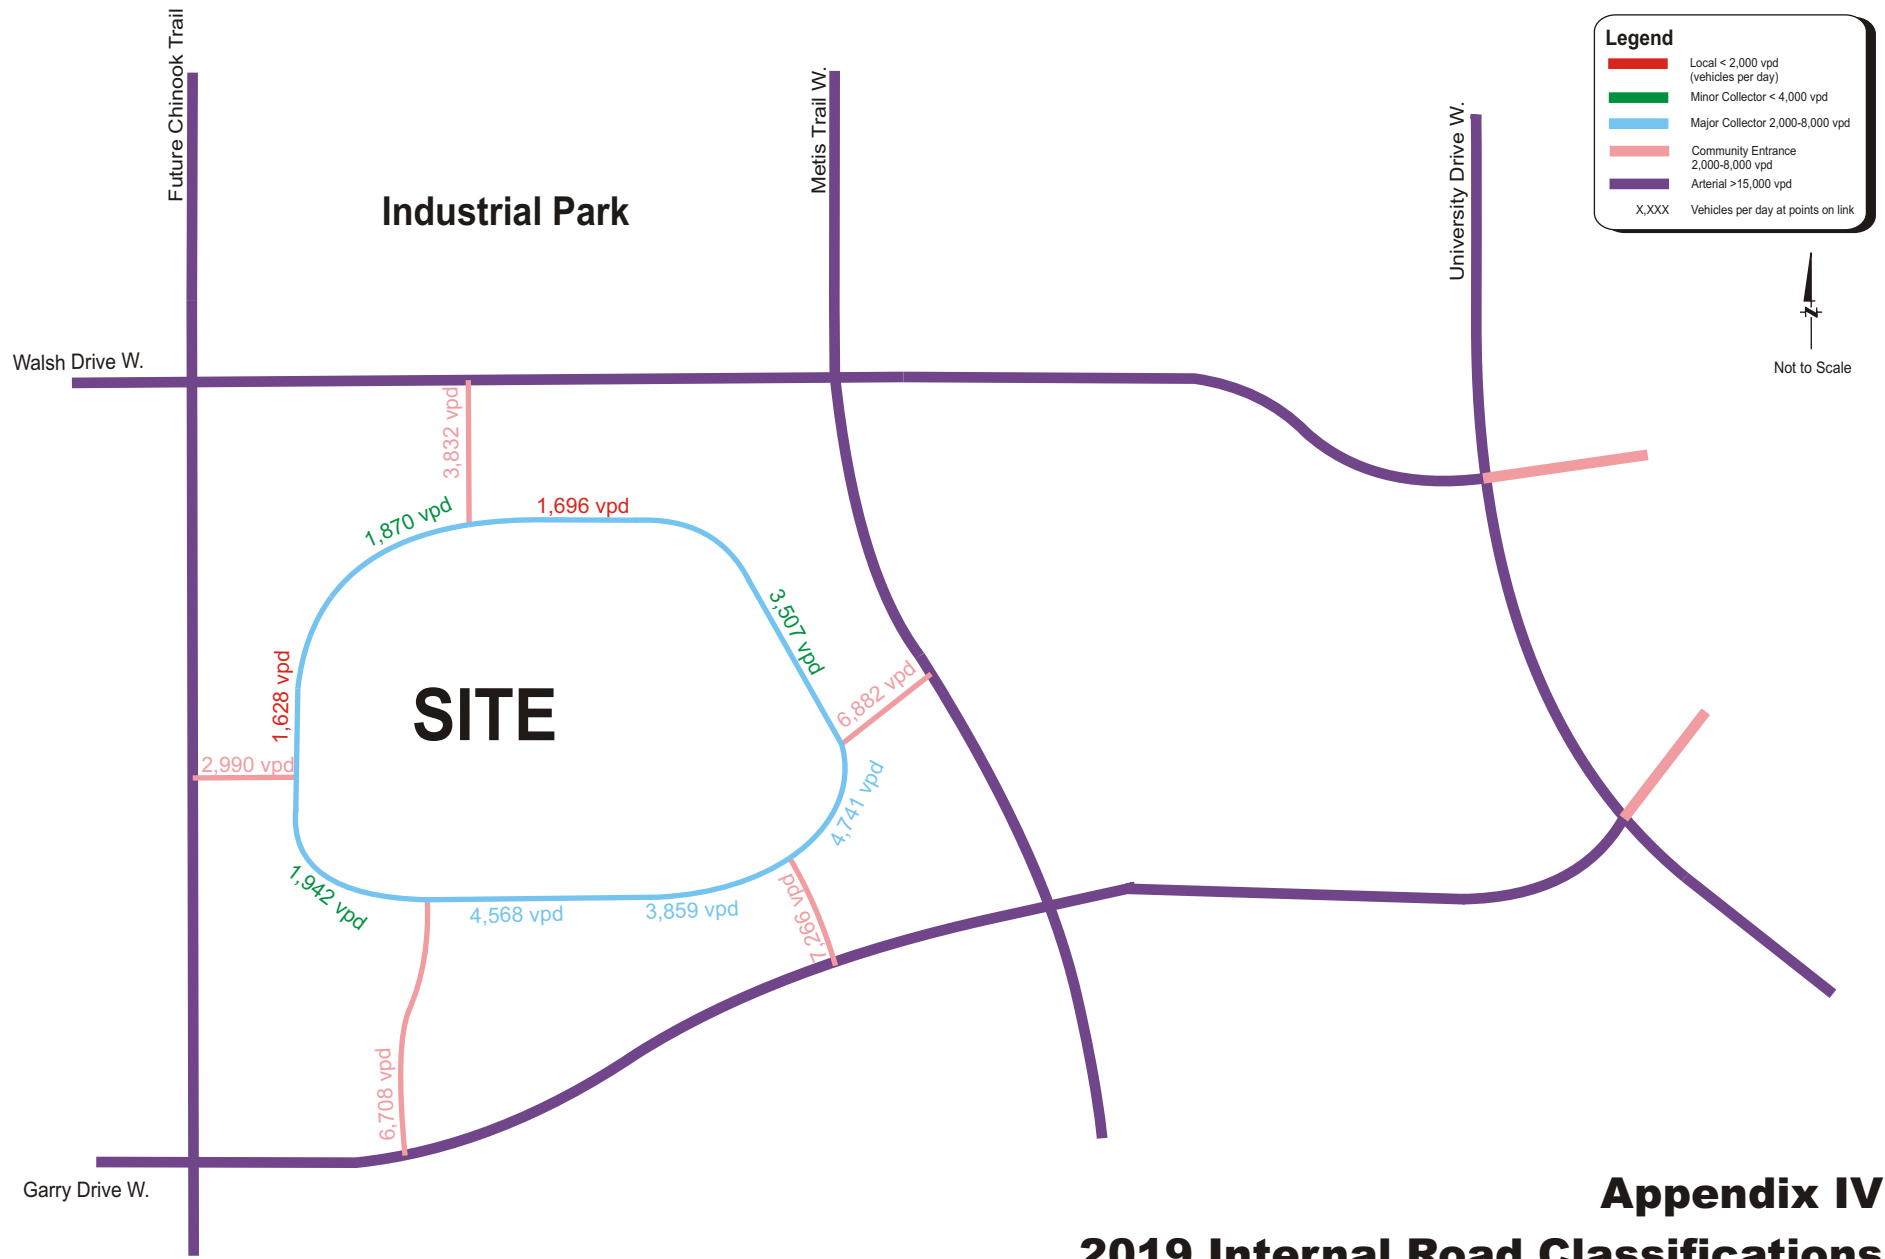 Future Chinook Trail
Metis Trail W.
University Drive W.
Legend
Local < 2,000 vpd
(vehicles per day)
Minor Collector < 4,000 vpd
Major Collector 2,000-8,000 vpd
Community Entrance
2,000-8,000 vpd
Arterial >15,000 vpd
X,XXX Vehicles per day at points on link
Industrial Park
N
Not to Scale
Walsh Drive W.
3,832 vpd
1,870 vpd
1,696 vpd
3,507 vpd
1,628 vpd
SITE
6,882 vpd
2,990 vpd
4,741 vpd
1,942 vpd
4,568 vpd
3,859 vpd
7,266 vpd
6,708 vpd
Garry Drive W.
Appendix IV
2019 Internal Road Classifications